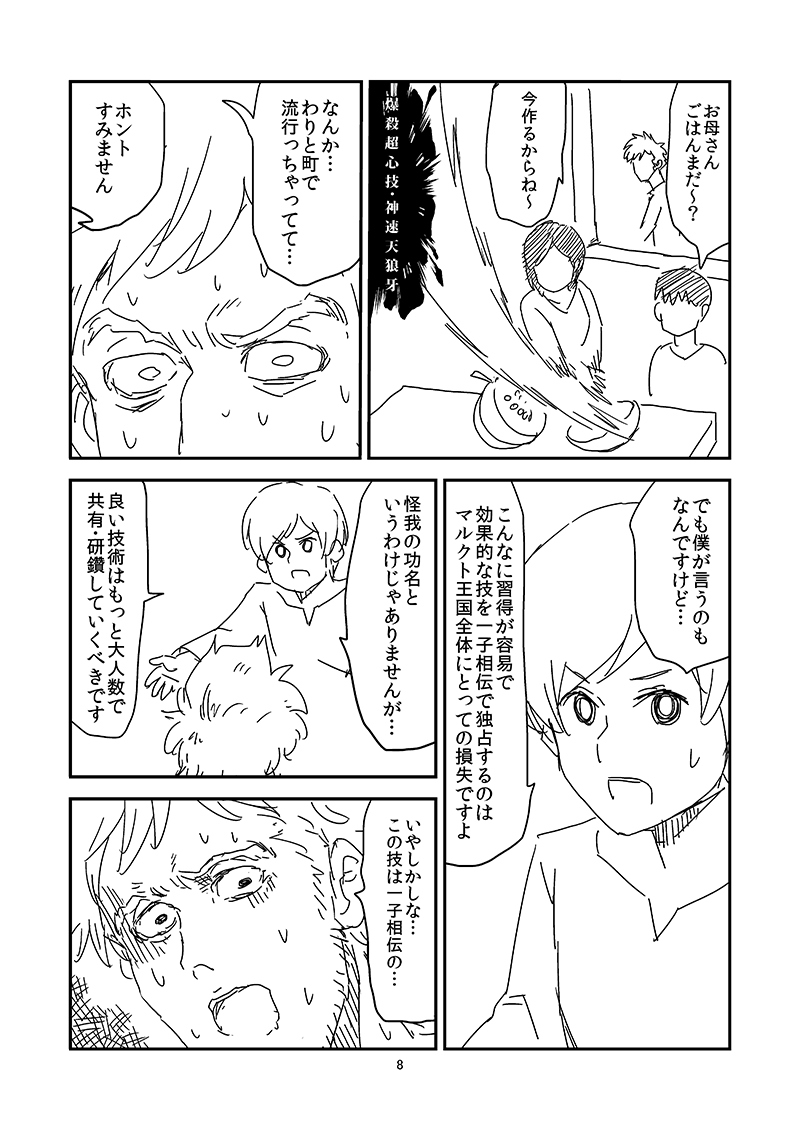 お母さん
ごはんまだ～?
今作るからね～
=爆殺超心技・神速天狼牙
なんか…
わりと町で
流行っちゃってて…
ホント
すみません
でも僕が言うのも
なんですけど…
こんなに習得が容易で
効果的な技を一子相伝で独占するのは
マルクト王国全体にとっての損失ですよ
怪我の功名と
いうわけじゃありませんが…
良い技術はもっと大人数で
共有・研鑽していくべきです
いやしかしな…
この技は一子相伝の…
8